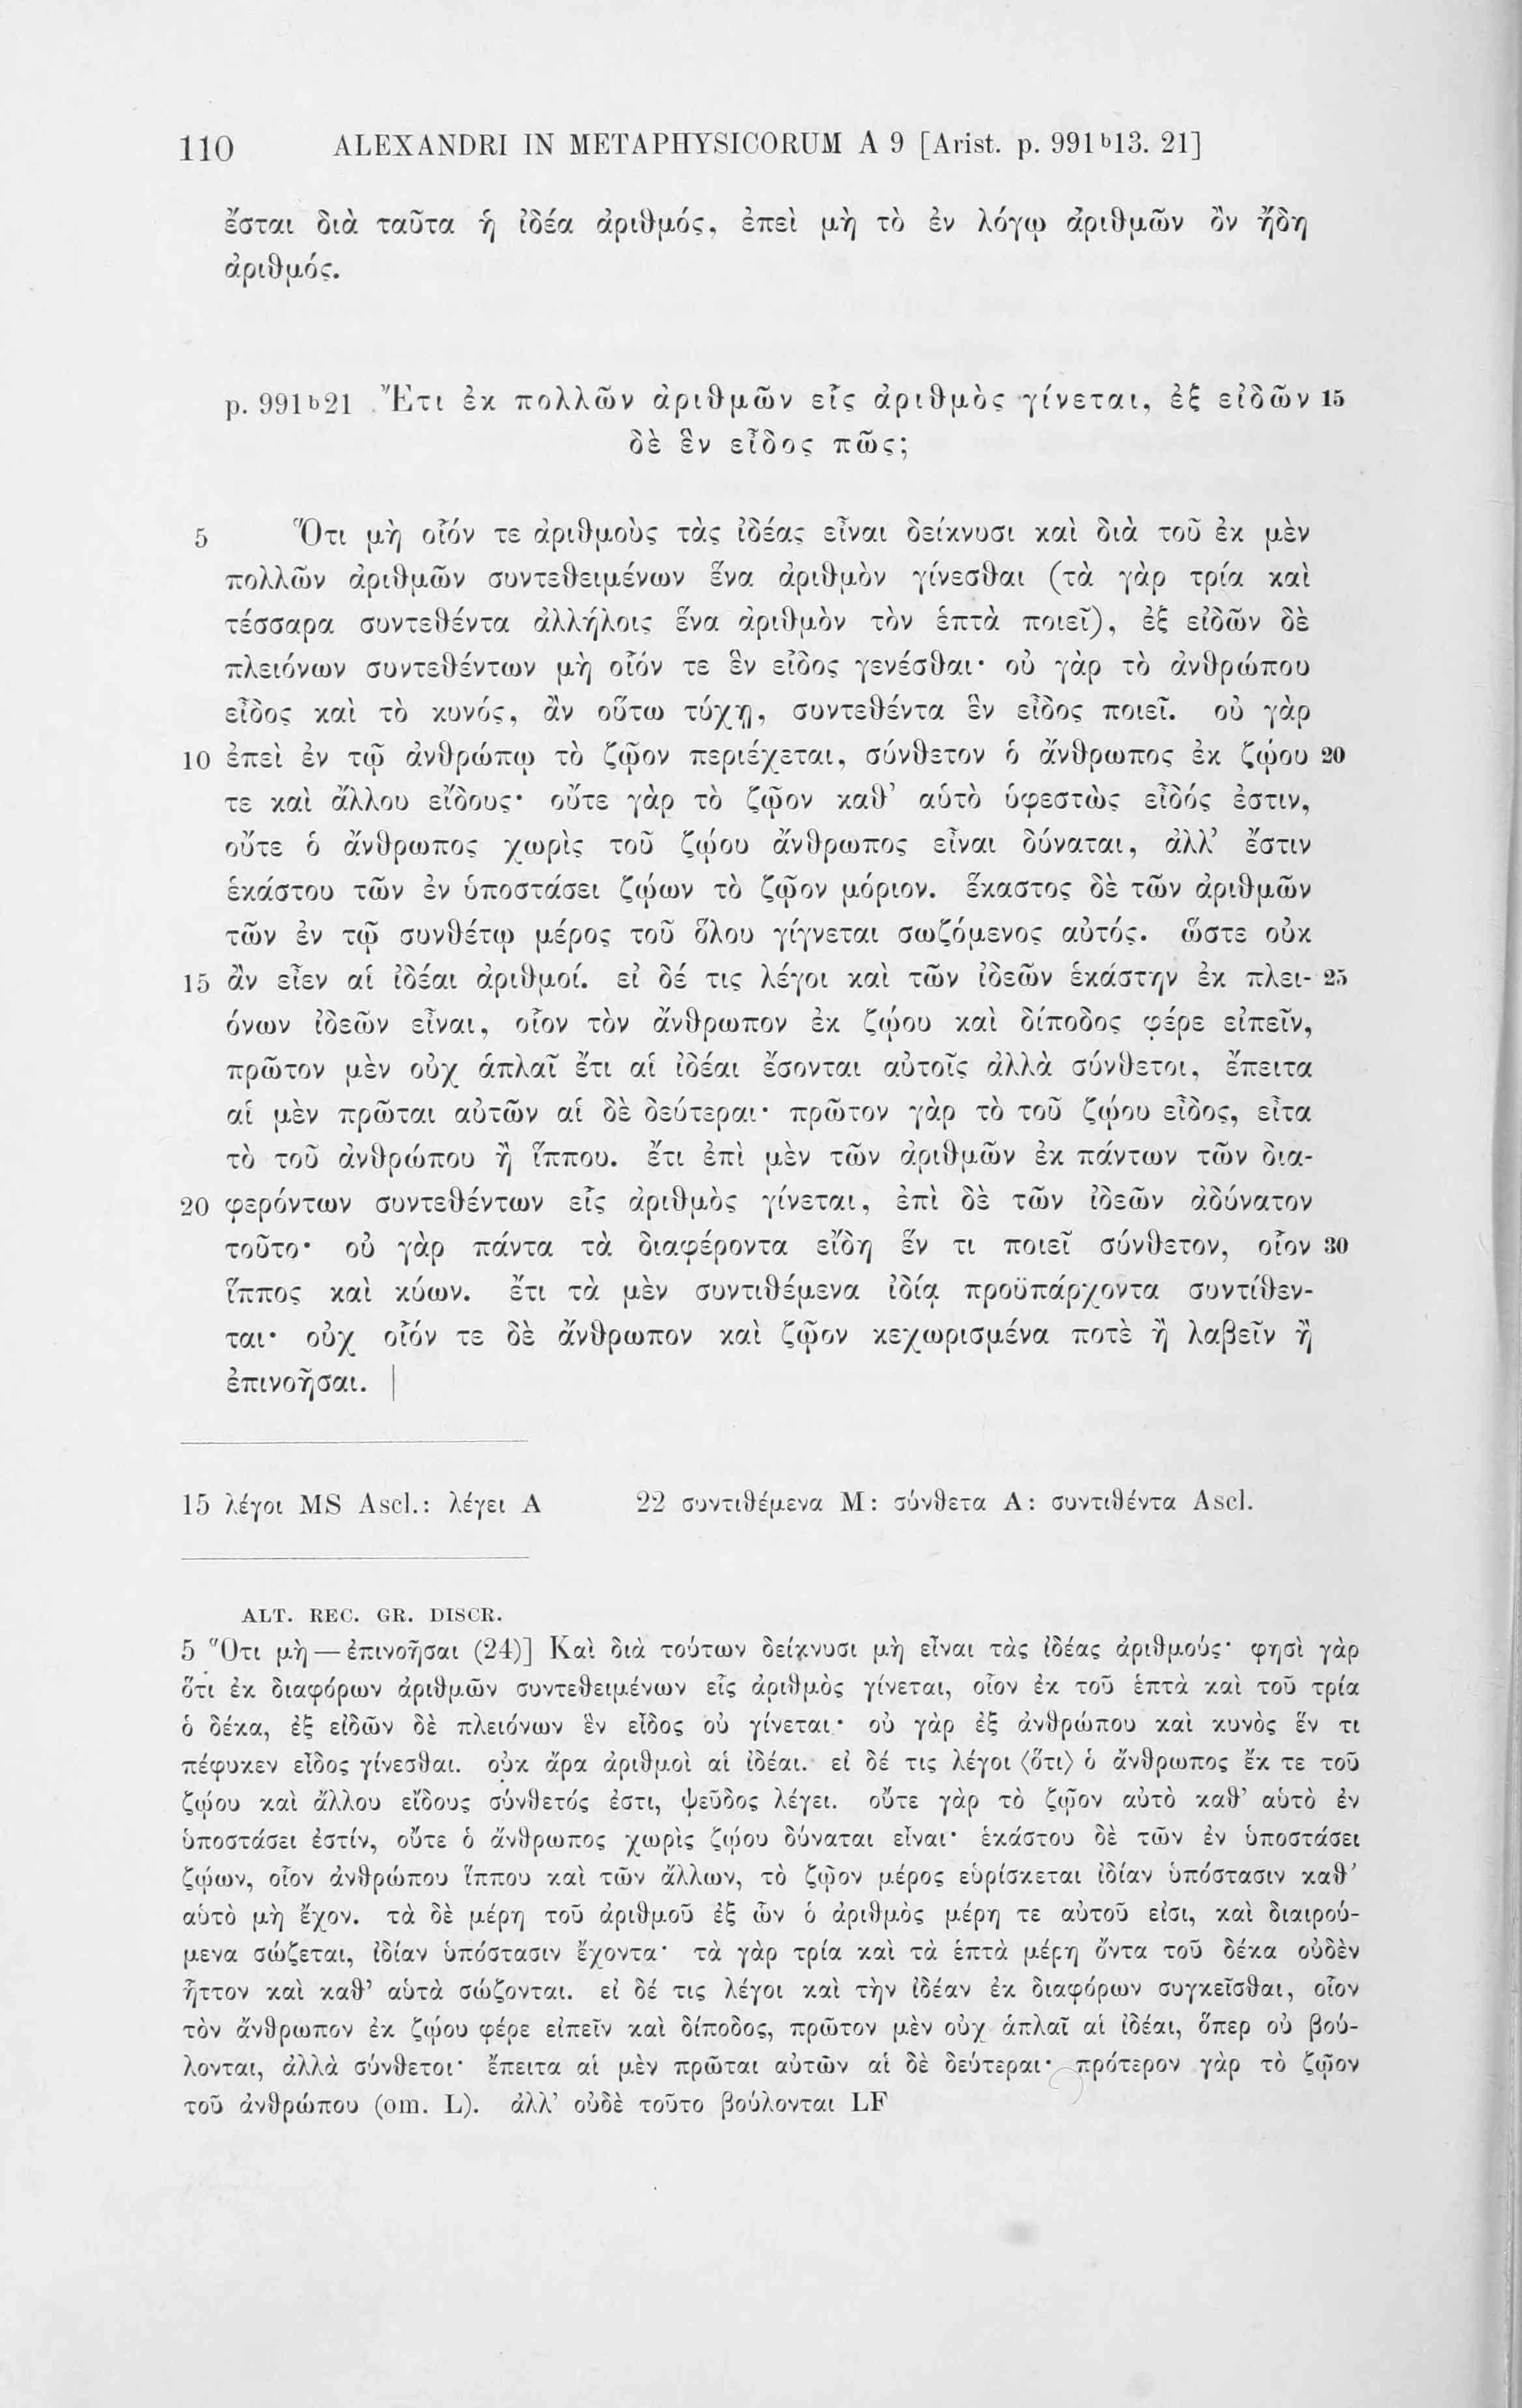 110 ALEXANDRI IN METAPHYSICORUM A 9 [Arist. p. 991ᵇ13. 21]
ἔσται διὰ ταῦτα ἡ ἰδέα ἀριθμός, ἐπεὶ μὴ τὸ ἐν λόγῳ ἀριθμῶν ὂν ἤδη
ἀριθμός.
p. 991ᵇ21 Ἔτι ἐκ πολλῶν ἀριθμῶν εἷς ἀριθμὸς γίνεται, ἐξ εἰδῶν 15
δὲ ἓν εἶδος πῶς;
5 Ὅτι μὴ οἷόν τε ἀριθμοὺς τὰς ἰδέας εἶναι δείκνυσι καὶ διὰ τοῦ ἐκ μὲν
πολλῶν ἀριθμῶν συντεθειμένων ἕνα ἀριθμὸν γίνεσθαι (τὰ γὰρ τρία καὶ
τέσσαρα συντεθέντα ἀλλήλοις ἕνα ἀριθμὸν τὸν ἑπτὰ ποιεῖ), ἐξ εἰδῶν δὲ
πλειόνων συντεθέντων μὴ οἷόν τε ἓν εἶδος γενέσθαι· οὐ γὰρ τὸ ἀνθρώπου
εἶδος καὶ τὸ κυνός, ἂν οὕτω τύχῃ, συντεθέντα ἓν εἶδος ποιεῖ. οὐ γὰρ
10 ἐπεὶ ἐν τῷ ἀνθρώπῳ τὸ ζῷον περιέχεται, σύνθετον ὁ ἄνθρωπος ἐκ ζῴου 20
τε καὶ ἄλλου εἴδους· οὔτε γὰρ τὸ ζῷον καθ’ αὑτὸ ὑφεστὼς εἶδός ἐστιν,
οὔτε ὁ ἄνθρωπος χωρὶς τοῦ ζῴου ἄνθρωπος εἶναι δύναται, ἀλλ’ ἔστιν
ἑκάστου τῶν ἐν ὑποστάσει ζῴων τὸ ζῷον μόριον. ἕκαστος δὲ τῶν ἀριθμῶν
τῶν ἐν τῷ συνθέτῳ μέρος τοῦ ὅλου γίγνεται σωζόμενος αὐτός. ὥστε οὐκ
15 ἂν εἶεν αἱ ἰδέαι ἀριθμοί. εἰ δέ τις λέγοι καὶ τῶν ἰδεῶν ἑκάστην ἐκ πλει- 25
όνων ἰδεῶν εἶναι, οἷον τὸν ἄνθρωπον ἐκ ζῴου καὶ δίποδος φέρε εἰπεῖν,
πρῶτον μὲν οὐχ ἁπλαῖ ἔτι αἱ ἰδέαι ἔσονται αὐτοῖς ἀλλὰ σύνθετοι, ἔπειτα
αἱ μὲν πρῶται αὐτῶν αἱ δὲ δεύτεραι· πρῶτον γὰρ τὸ τοῦ ζῴου εἶδος, εἶτα
τὸ τοῦ ἀνθρώπου ἢ ἵππου. ἔτι ἐπὶ μὲν τῶν ἀριθμῶν ἐκ πάντων τῶν δια-
20 φερόντων συντεθέντων εἷς ἀριθμὸς γίνεται, ἐπὶ δὲ τῶν ἰδεῶν ἀδύνατον
τοῦτο· οὐ γὰρ πάντα τὰ διαφέροντα εἴδη ἕν τι ποιεῖ σύνθετον, οἷον 30
ἵππος καὶ κύων. ἔτι τὰ μὲν συντιθέμενα ἰδίᾳ προϋπάρχοντα συντίθεν-
ται· οὐχ οἷόν τε δὲ ἄνθρωπον καὶ ζῷον κεχωρισμένα ποτὲ ἢ λαβεῖν ἢ
ἐπινοῆσαι. |
15 λέγοι MS Ascl.: λέγει A 22 συντιθέμενα M: σύνθετα A: συντιθέντα Ascl.
ALT. REC. GR. DISCR.
5 Ὅτι μὴ — ἐπινοῆσαι (24)] Καὶ διὰ τούτων δείκνυσι μὴ εἶναι τὰς ἰδέας ἀριθμούς· φησὶ γὰρ
ὅτι ἐκ διαφόρων ἀριθμῶν συντεθειμένων εἷς ἀριθμὸς γίνεται, οἷον ἐκ τοῦ ἑπτὰ καὶ τοῦ τρία
ὁ δέκα, ἐξ εἰδῶν δὲ πλειόνων ἓν εἶδος οὐ γίνεται· οὐ γὰρ ἐξ ἀνθρώπου καὶ κυνὸς ἕν τι
πέφυκεν εἶδος γίνεσθαι. οὐκ ἄρα ἀριθμοὶ αἱ ἰδέαι. εἰ δέ τις λέγοι ⟨ὅτι⟩ ὁ ἄνθρωπος ἔκ τε τοῦ
ζῴου καὶ ἄλλου εἴδους σύνθετός ἐστι, ψεῦδος λέγει. οὔτε γὰρ τὸ ζῷον αὐτὸ καθ’ αὑτὸ ἐν
ὑποστάσει ἐστίν, οὔτε ὁ ἄνθρωπος χωρὶς ζῴου δύναται εἶναι· ἑκάστου δὲ τῶν ἐν ὑποστάσει
ζῴων, οἷον ἀνθρώπου ἵππου καὶ τῶν ἄλλων, τὸ ζῷον μέρος εὑρίσκεται ἰδίαν ὑπόστασιν καθ’
αὑτὸ μὴ ἔχον. τὰ δὲ μέρη τοῦ ἀριθμοῦ ἐξ ὧν ὁ ἀριθμὸς μέρη τε αὐτοῦ εἰσι, καὶ διαιρού-
μενα σώζεται, ἰδίαν ὑπόστασιν ἔχοντα· τὰ γὰρ τρία καὶ τὰ ἑπτὰ μέρη ὄντα τοῦ δέκα οὐδὲν
ἧττον καὶ καθ’ αὑτὰ σώζονται. εἰ δέ τις λέγοι καὶ τὴν ἰδέαν ἐκ διαφόρων συγκεῖσθαι, οἷον
τὸν ἄνθρωπον ἐκ ζῴου φέρε εἰπεῖν καὶ δίποδος, πρῶτον μὲν οὐχ ἁπλαῖ αἱ ἰδέαι, ὅπερ οὐ βού-
λονται, ἀλλὰ σύνθετοι· ἔπειτα αἱ μὲν πρῶται αὐτῶν αἱ δὲ δεύτεραι· πρότερον γὰρ τὸ ζῷον
τοῦ ἀνθρώπου (om. L). ἀλλ’ οὐδὲ τοῦτο βούλονται LF